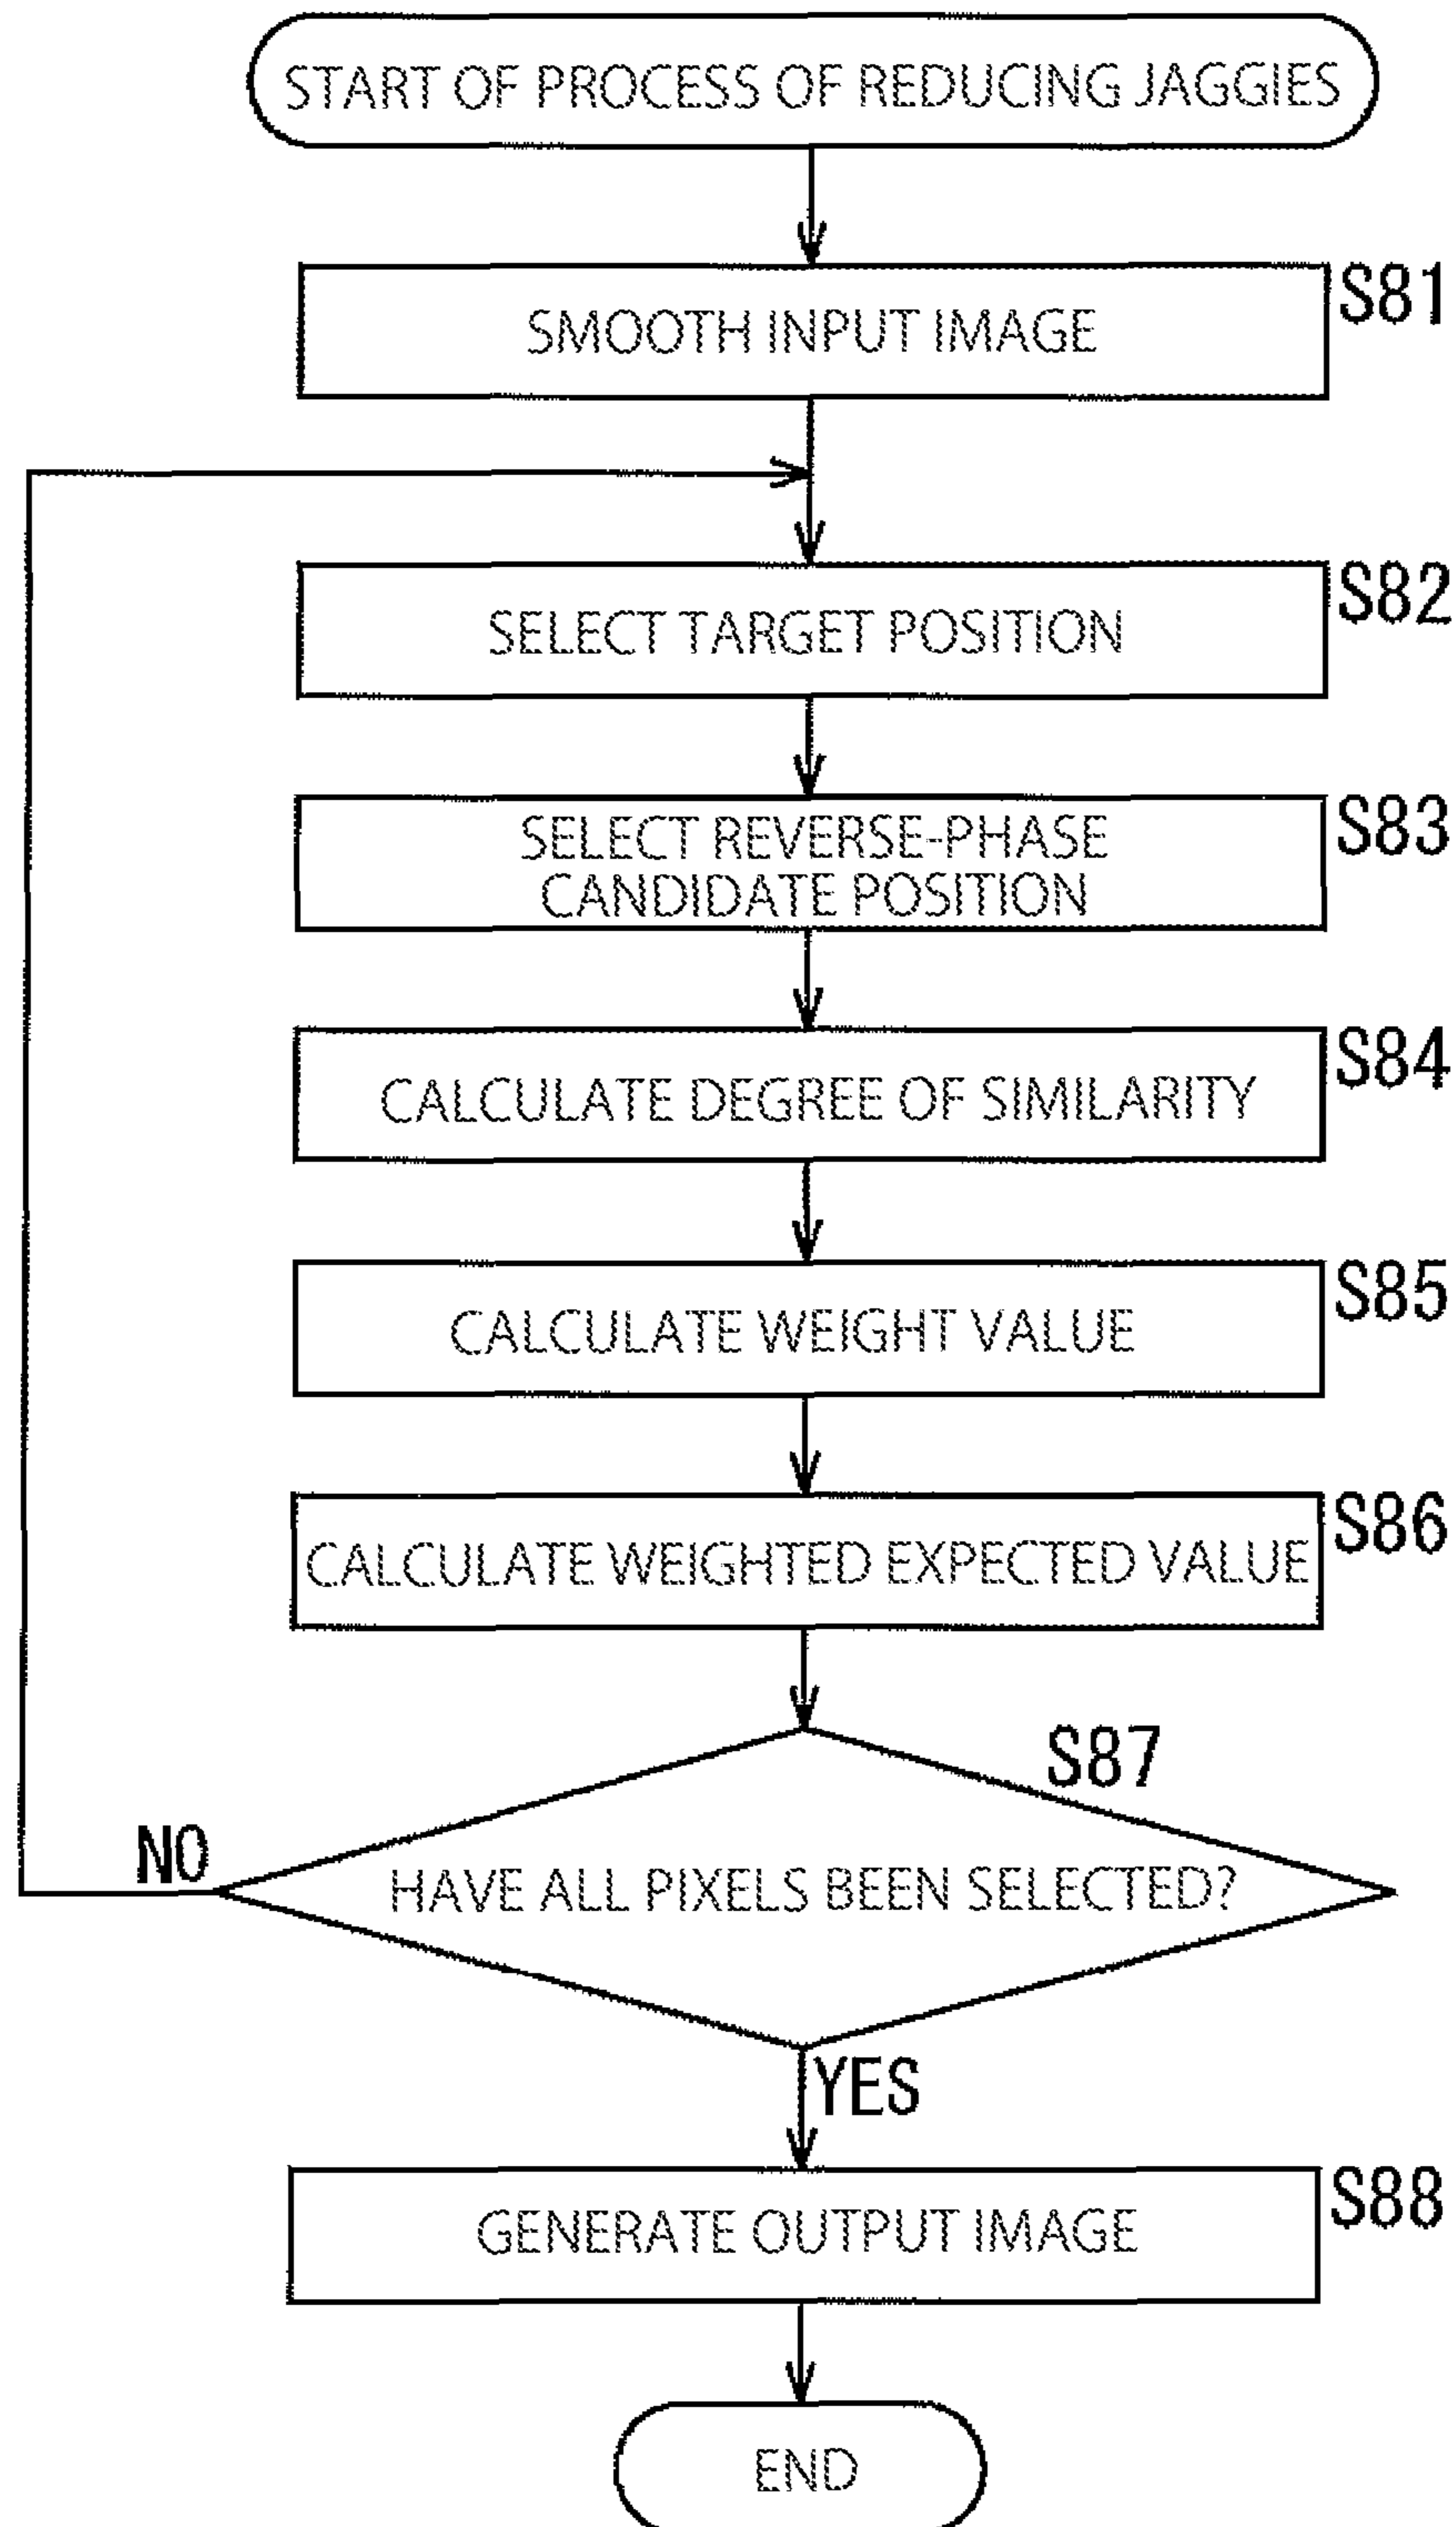 START OF PROCESS OF REDUCING JAGGIES
S81
SMOOTH INPUT IMAGE
S82
SELECT TARGET POSITION
S83
SELECT REVERSE-PHASE
CANDIDATE POSITION
S84
CALCULATE DEGREE OF SIMILARITY
S85
CALCULATE WEIGHT VALUE
S86
CALCULATE WEIGHTED EXPECTED VALUE
S87
NO
HAVE ALL PIXELS BEEN SELECTED?
YES
S88
GENERATE OUTPUT IMAGE
END